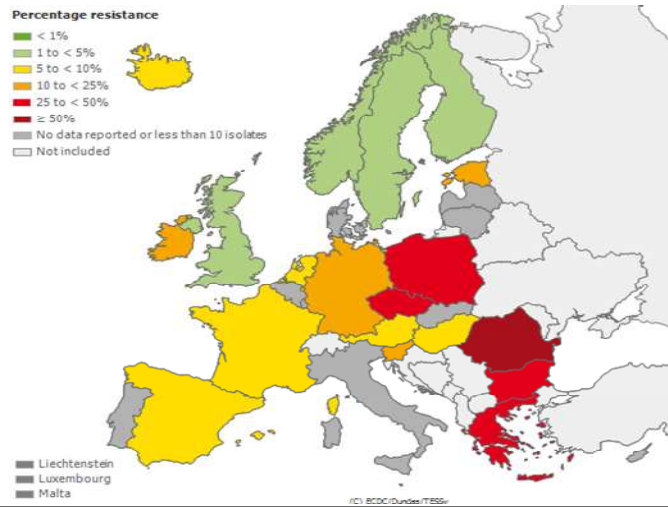 Percentage resistance
< 1%
1 to < 5%
5 to < 10%
10 to < 25%
25 to < 50%
≥ 50%
No data reported or less than 10 isolates
Not included
Liechtenstein
Luxembourg
Malta
(C) ECDC/Dundas/TESSy